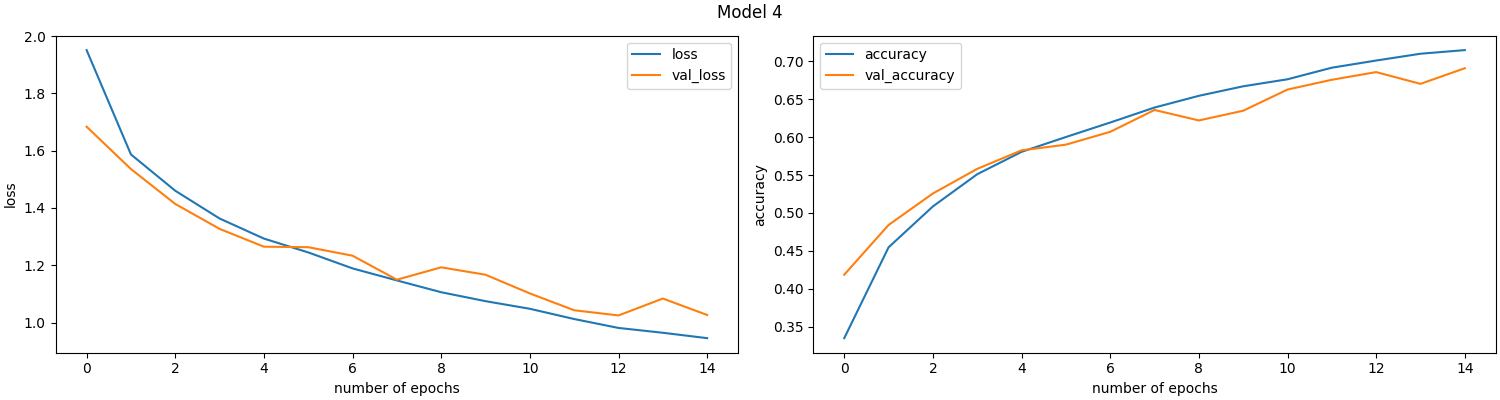 Model 4
2.0
1.8
1.6
1.4
1.2
1.0
loss
loss
val_loss
0 2 4 6 8 10 12 14
number of epochs
0.70
0.65
0.60
0.55
0.50
0.45
0.40
0.35
accuracy
accuracy
val_accuracy
0 2 4 6 8 10 12 14
number of epochs